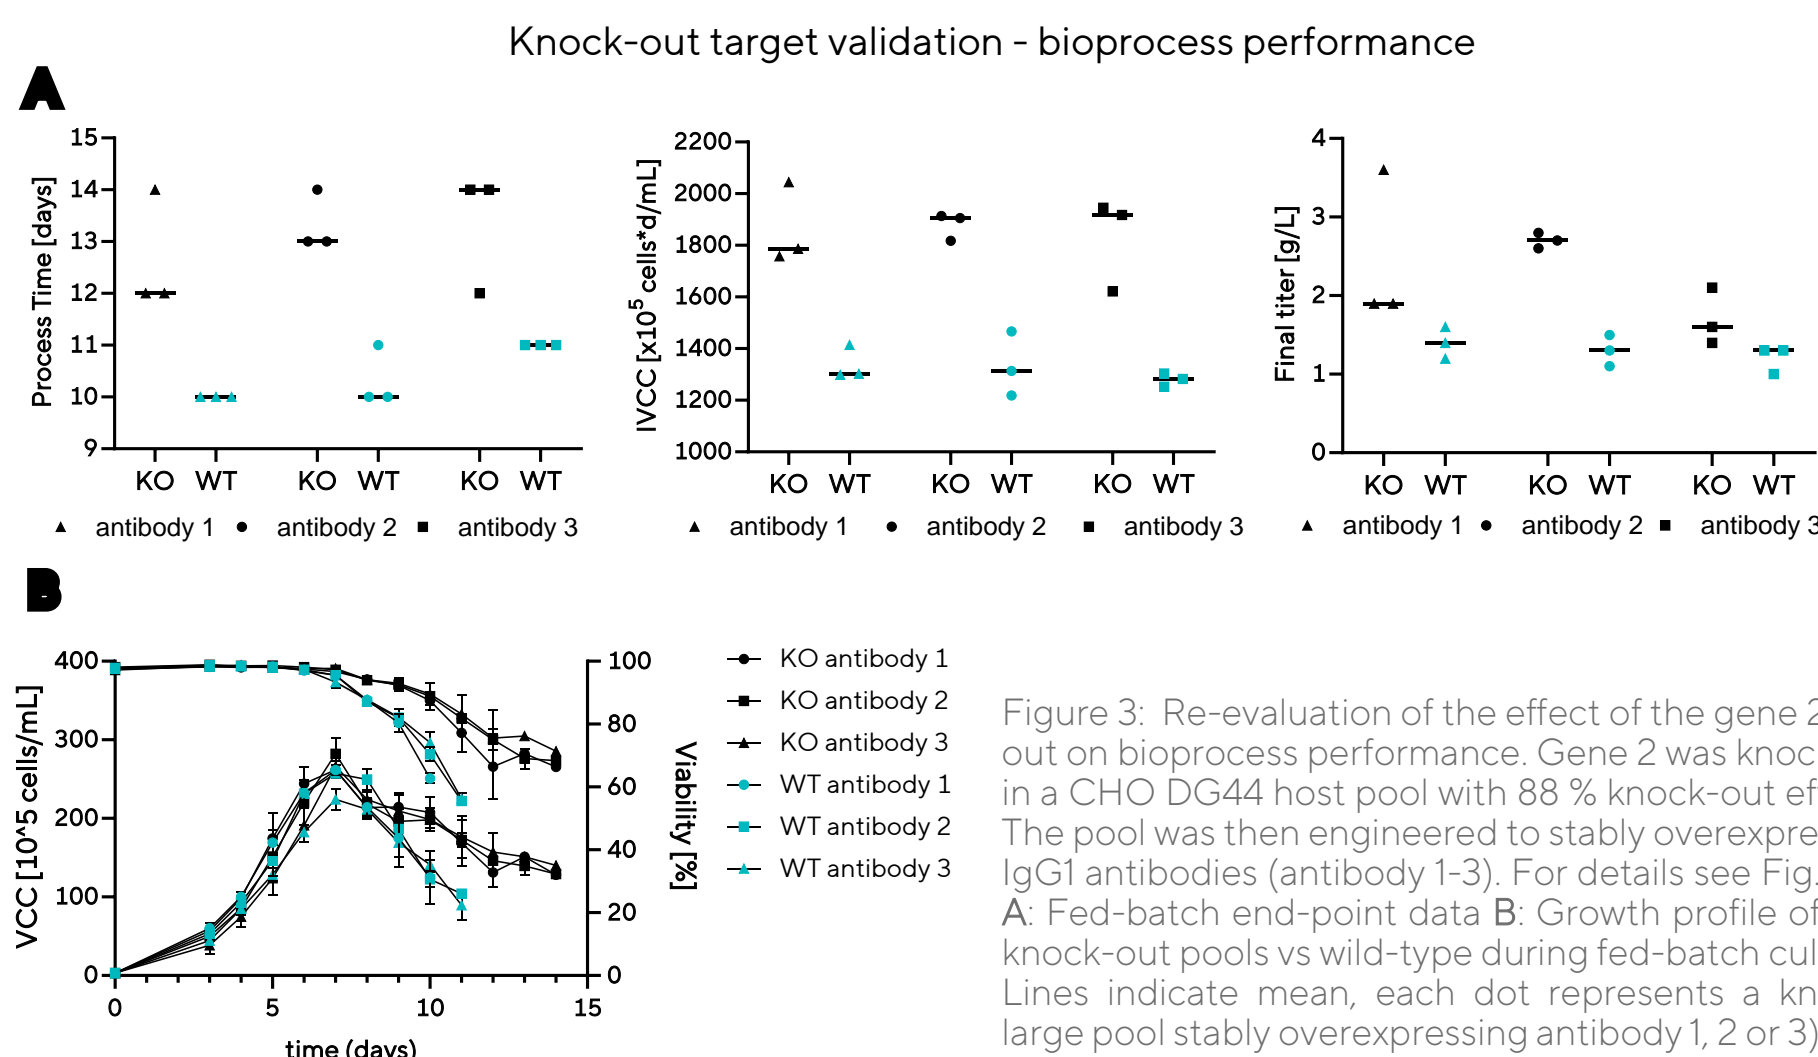 Knock-out target validation - bioprocess performance
A
Process Time [days]
15
14
13
12
11
10
9
KO WT KO WT KO WT
antibody 1 antibody 2 antibody 3
IVCC [x10⁵ cells*d/mL]
2200
2000
1800
1600
1400
1200
1000
KO WT KO WT KO WT
antibody 1 antibody 2 antibody 3
Final titer [g/L]
4
3
2
1
0
KO WT KO WT KO WT
antibody 1 antibody 2 antibody 3
B
VCC [10^5 cells/mL]
400
300
200
100
0
0 5 10 15
time (days)
100
80
60
40
20
0
Viability [%]
KO antibody 1
KO antibody 2
KO antibody 3
WT antibody 1
WT antibody 2
WT antibody 3
Figure 3: Re-evaluation of the effect of the gene 2
out on bioprocess performance. Gene 2 was knoc
in a CHO DG44 host pool with 88 % knock-out ef
The pool was then engineered to stably overexpre
IgG1 antibodies (antibody 1-3). For details see Fig.
A: Fed-batch end-point data B: Growth profile of
knock-out pools vs wild-type during fed-batch cul
Lines indicate mean, each dot represents a kn
large pool stably overexpressing antibody 1, 2 or 3)